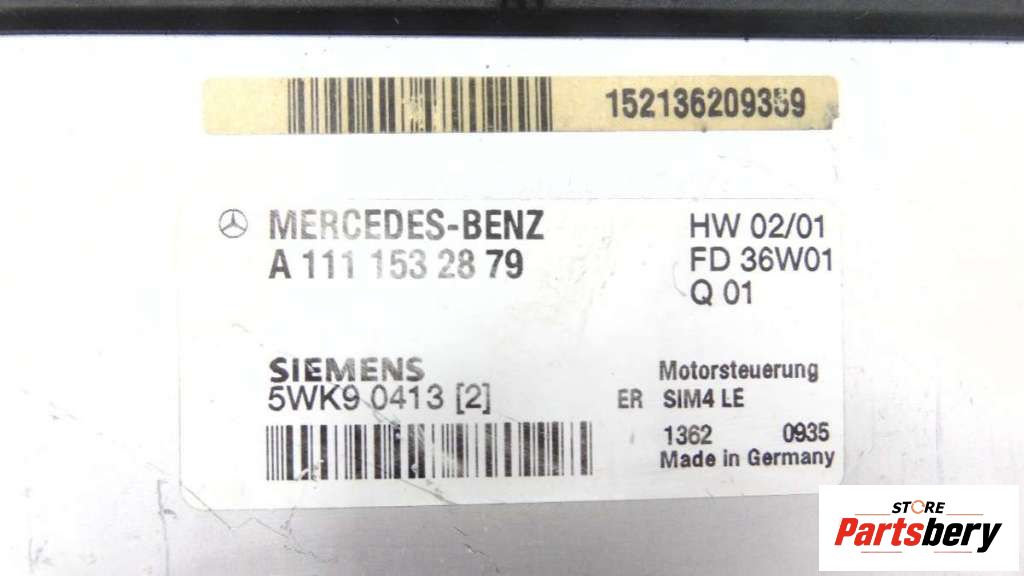 152136209359
MERCEDES-BENZ
A 111 153 28 79
HW 02/01
FD 36W01
Q 01
SIEMENS
5WK9 0413 [2]
Motorsteuerung
ER SIM4 LE
1362 0935
Made in Germany
STORE
Partsbery